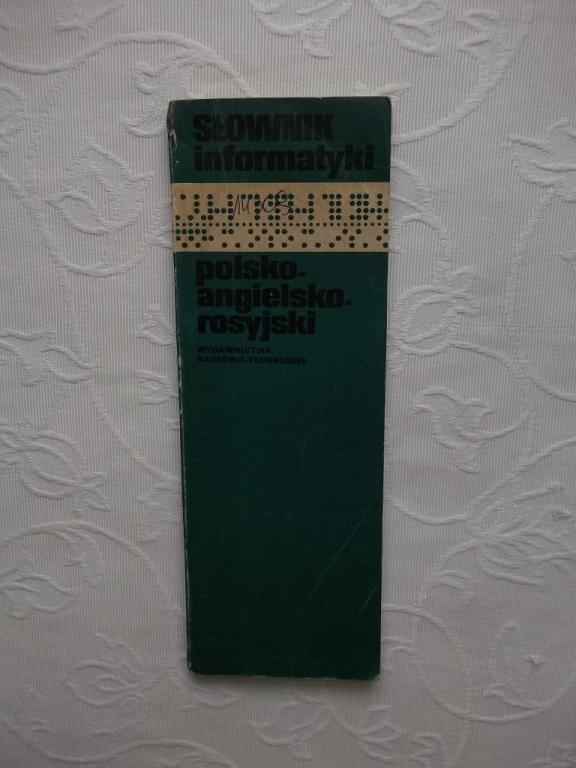 SŁOWNIK
informatyki
polsko-
angielsko-
rosyjski
WYDAWNICTWA
NAUKOWO-TECHNICZNE